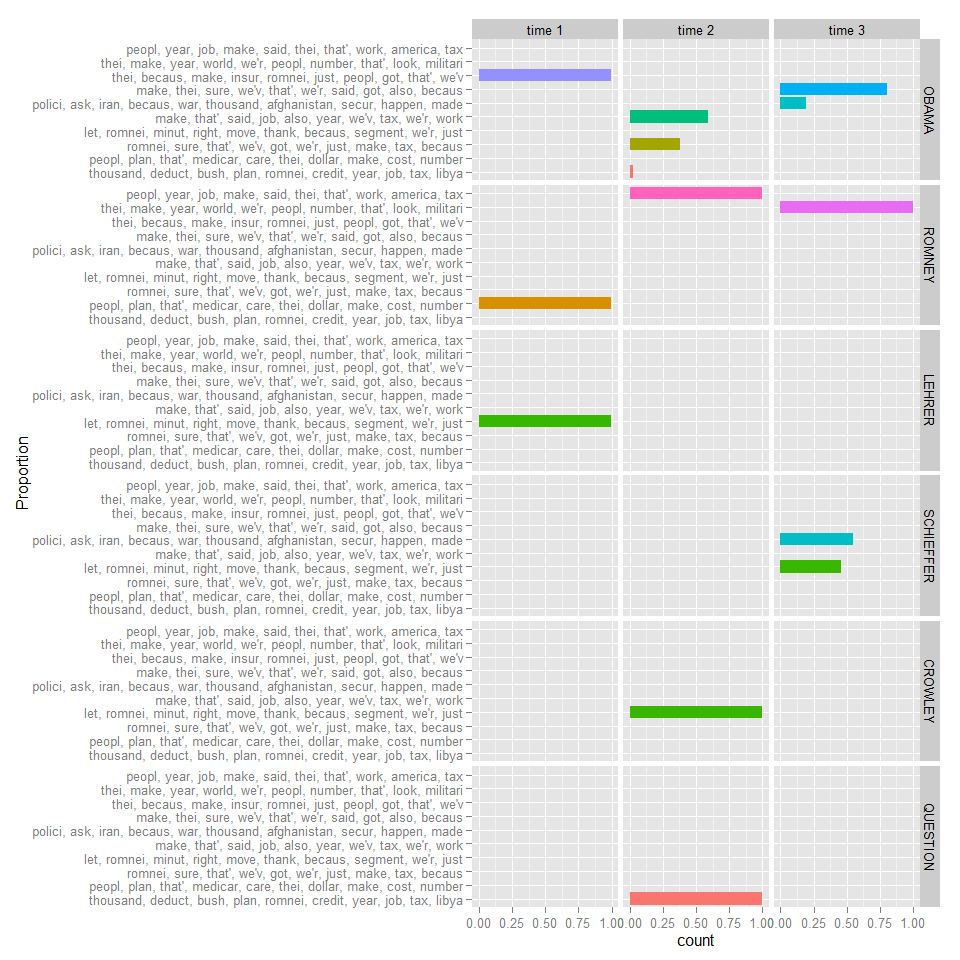 time 1 time 2 time 3
peopl, year, job, make, said, thei, that', work, america, tax
thei, make, year, world, we'r, peopl, number, that', look, militari
thei, becaus, make, insur, romnei, just, peopl, got, that', we'v
make, thei, sure, we'v, that', we'r, said, got, also, becaus
polici, ask, iran, becaus, war, thousand, afghanistan, secur, happen, made
make, that', said, job, also, year, we'v, tax, we'r, work
let, romnei, minut, right, move, thank, becaus, segment, we'r, just
romnei, sure, that', we'v, got, we'r, just, make, tax, becaus
peopl, plan, that', medicar, care, thei, dollar, make, cost, number
thousand, deduct, bush, plan, romnei, credit, year, job, tax, libya
OBAMA
peopl, year, job, make, said, thei, that', work, america, tax
thei, make, year, world, we'r, peopl, number, that', look, militari
thei, becaus, make, insur, romnei, just, peopl, got, that', we'v
make, thei, sure, we'v, that', we'r, said, got, also, becaus
polici, ask, iran, becaus, war, thousand, afghanistan, secur, happen, made
make, that', said, job, also, year, we'v, tax, we'r, work
let, romnei, minut, right, move, thank, becaus, segment, we'r, just
romnei, sure, that', we'v, got, we'r, just, make, tax, becaus
peopl, plan, that', medicar, care, thei, dollar, make, cost, number
thousand, deduct, bush, plan, romnei, credit, year, job, tax, libya
ROMNEY
peopl, year, job, make, said, thei, that', work, america, tax
thei, make, year, world, we'r, peopl, number, that', look, militari
thei, becaus, make, insur, romnei, just, peopl, got, that', we'v
make, thei, sure, we'v, that', we'r, said, got, also, becaus
polici, ask, iran, becaus, war, thousand, afghanistan, secur, happen, made
make, that', said, job, also, year, we'v, tax, we'r, work
let, romnei, minut, right, move, thank, becaus, segment, we'r, just
romnei, sure, that', we'v, got, we'r, just, make, tax, becaus
peopl, plan, that', medicar, care, thei, dollar, make, cost, number
thousand, deduct, bush, plan, romnei, credit, year, job, tax, libya
LEHRER
Proportion
peopl, year, job, make, said, thei, that', work, america, tax
thei, make, year, world, we'r, peopl, number, that', look, militari
thei, becaus, make, insur, romnei, just, peopl, got, that', we'v
make, thei, sure, we'v, that', we'r, said, got, also, becaus
polici, ask, iran, becaus, war, thousand, afghanistan, secur, happen, made
make, that', said, job, also, year, we'v, tax, we'r, work
let, romnei, minut, right, move, thank, becaus, segment, we'r, just
romnei, sure, that', we'v, got, we'r, just, make, tax, becaus
peopl, plan, that', medicar, care, thei, dollar, make, cost, number
thousand, deduct, bush, plan, romnei, credit, year, job, tax, libya
SCHIEFFER
peopl, year, job, make, said, thei, that', work, america, tax
thei, make, year, world, we'r, peopl, number, that', look, militari
thei, becaus, make, insur, romnei, just, peopl, got, that', we'v
make, thei, sure, we'v, that', we'r, said, got, also, becaus
polici, ask, iran, becaus, war, thousand, afghanistan, secur, happen, made
make, that', said, job, also, year, we'v, tax, we'r, work
let, romnei, minut, right, move, thank, becaus, segment, we'r, just
romnei, sure, that', we'v, got, we'r, just, make, tax, becaus
peopl, plan, that', medicar, care, thei, dollar, make, cost, number
thousand, deduct, bush, plan, romnei, credit, year, job, tax, libya
CROWLEY
peopl, year, job, make, said, thei, that', work, america, tax
thei, make, year, world, we'r, peopl, number, that', look, militari
thei, becaus, make, insur, romnei, just, peopl, got, that', we'v
make, thei, sure, we'v, that', we'r, said, got, also, becaus
polici, ask, iran, becaus, war, thousand, afghanistan, secur, happen, made
make, that', said, job, also, year, we'v, tax, we'r, work
let, romnei, minut, right, move, thank, becaus, segment, we'r, just
romnei, sure, that', we'v, got, we'r, just, make, tax, becaus
peopl, plan, that', medicar, care, thei, dollar, make, cost, number
thousand, deduct, bush, plan, romnei, credit, year, job, tax, libya
QUESTION
0.00 0.25 0.50 0.75 1.00 0.00 0.25 0.50 0.75 1.00 0.00 0.25 0.50 0.75 1.00
count